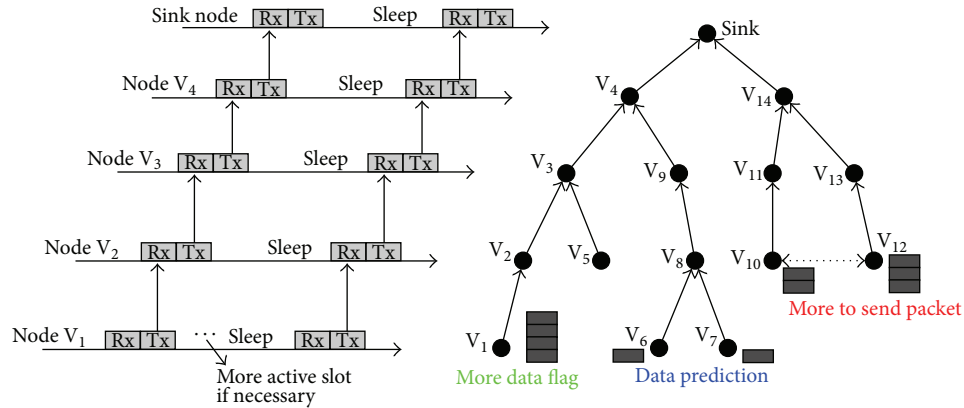 Sink node Rx Tx Sleep Rx Tx
Node V4 Rx Tx Sleep Rx Tx
Node V3 Rx Tx Sleep Rx Tx
Node V2 Rx Tx Sleep Rx Tx
Node V1 Rx Tx ... Sleep Rx Tx
More active slot
if necessary
Sink
V4
V14
V3
V9
V11
V13
V2
V5
V8
V10
V12
More to send packet
V1
V6
V7
More data flag
Data prediction